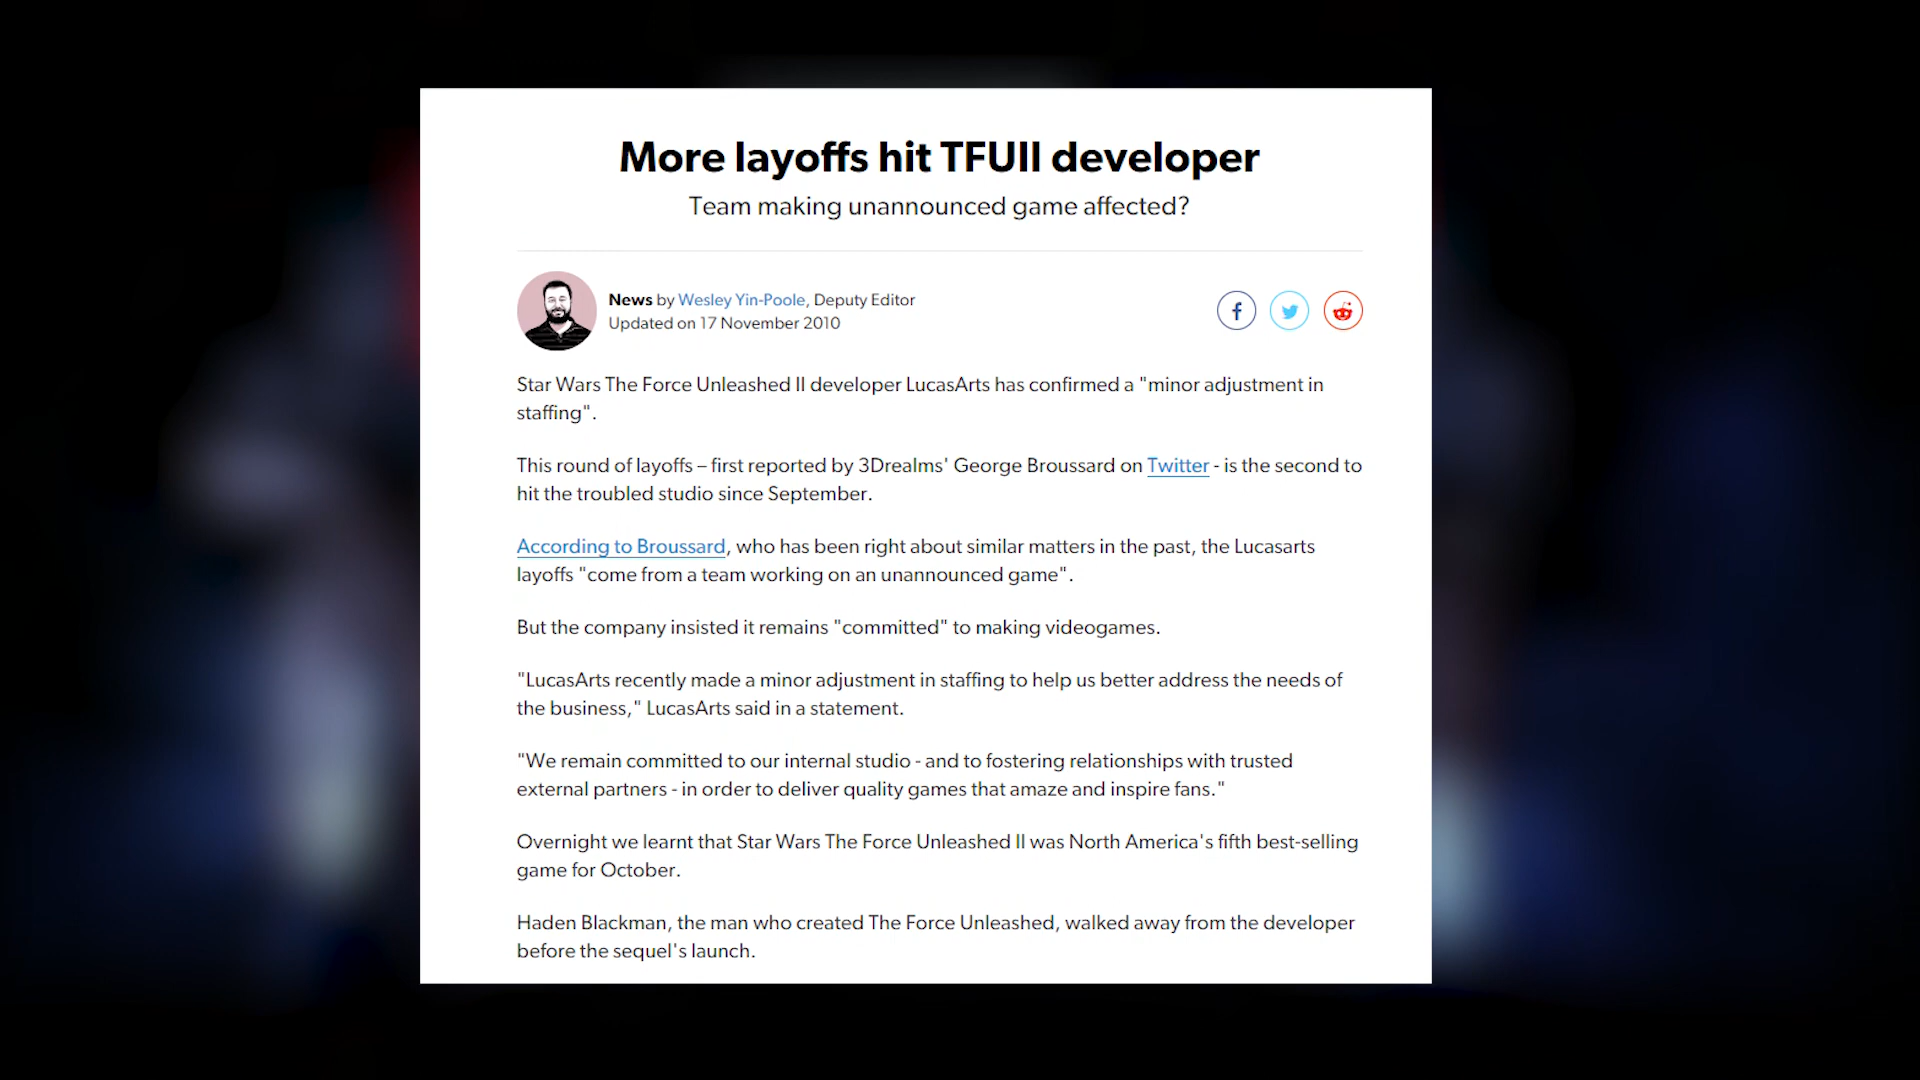 More layoffs hit TFUII developer
Team making unannounced game affected?
News by Wesley Yin-Poole, Deputy Editor
Updated on 17 November 2010
Star Wars The Force Unleashed II developer LucasArts has confirmed a "minor adjustment in
staffing".
This round of layoffs – first reported by 3Drealms' George Broussard on Twitter - is the second to
hit the troubled studio since September.
According to Broussard, who has been right about similar matters in the past, the Lucasarts
layoffs "come from a team working on an unannounced game".
But the company insisted it remains "committed" to making videogames.
"LucasArts recently made a minor adjustment in staffing to help us better address the needs of
the business," LucasArts said in a statement.
"We remain committed to our internal studio - and to fostering relationships with trusted
external partners - in order to deliver quality games that amaze and inspire fans."
Overnight we learnt that Star Wars The Force Unleashed II was North America's fifth best-selling
game for October.
Haden Blackman, the man who created The Force Unleashed, walked away from the developer
before the sequel's launch.